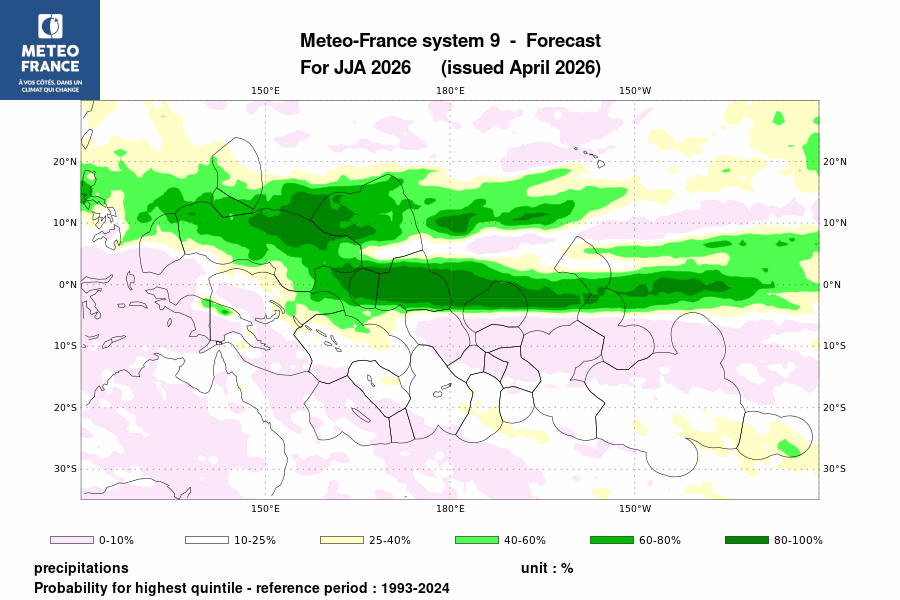 METEO
FRANCE
À VOS CÔTÉS, DANS UN
CLIMAT QUI CHANGE
Meteo-France system 9 - Forecast
For JJA 2026 (issued April 2026)
150°E 180°E 150°W
20°N 20°N
10°N 10°N
0°N 0°N
10°S 10°S
20°S 20°S
30°S 30°S
150°E 180°E 150°W
0-10% 10-25% 25-40% 40-60% 60-80% 80-100%
precipitations unit : %
Probability for highest quintile - reference period : 1993-2024